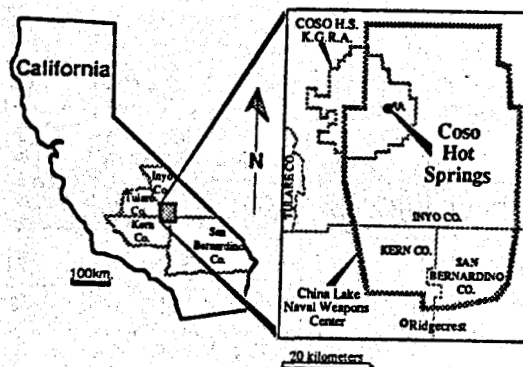 California
Inyo
Co.
Tulare
Co.
Kern
Co.
San
Bernardino
Co.
100km.
N
COSO H.S.
K.G.R.A.
Coso
Hot
Springs
TULARE CO.
INYO CO.
KERN CO.
SAN
BERNARDINO
CO.
China Lake
Naval Weapons
Center
Ridgecrest
20 kilometers